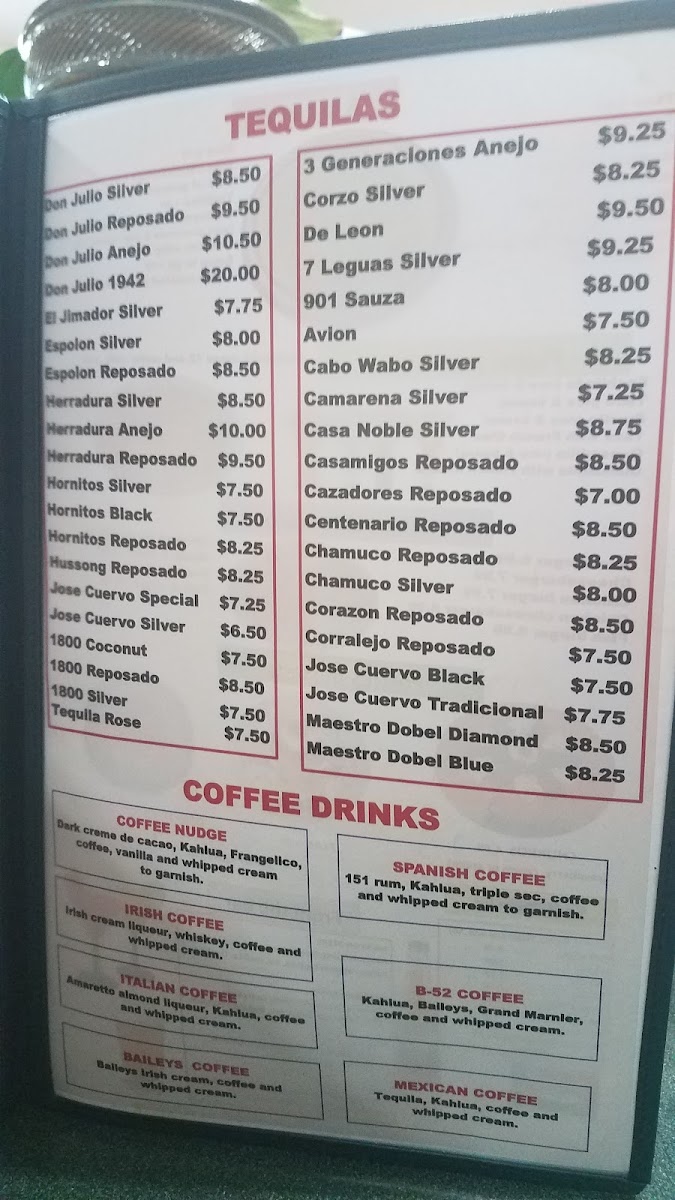 TEQUILAS
Don Julio Silver $8.50
Don Julio Reposado $9.50
Don Julio Anejo $10.50
Don Julio 1942 $20.00
El Jimador Silver $7.75
Espolon Silver $8.00
Espolon Reposado $8.50
Herradura Silver $8.50
Herradura Anejo $10.00
Herradura Reposado $9.50
Hornitos Silver $7.50
Hornitos Black $7.50
Hornitos Reposado $8.25
Hussong Reposado $8.25
Jose Cuervo Special $7.25
Jose Cuervo Silver $6.50
1800 Coconut $7.50
1800 Reposado $8.50
1800 Silver $7.50
Tequila Rose $7.50
3 Generaciones Anejo $9.25
Corzo Silver $8.25
De Leon $9.50
7 Leguas Silver $9.25
901 Sauza $8.00
Avion $7.50
Cabo Wabo Silver $8.25
Camarena Silver $7.25
Casa Noble Silver $8.75
Casamigos Reposado $8.50
Cazadores Reposado $7.00
Centenario Reposado $8.50
Chamuco Reposado $8.25
Chamuco Silver $8.00
Corazon Reposado $8.50
Corralejo Reposado $7.50
Jose Cuervo Black $7.50
Jose Cuervo Tradicional $7.75
Maestro Dobel Diamond $8.50
Maestro Dobel Blue $8.25
COFFEE DRINKS
COFFEE NUDGE
Dark creme de cacao, Kahlua, Frangelico,
coffee, vanilla and whipped cream
to garnish.
IRISH COFFEE
Irish cream liqueur, whiskey, coffee and
whipped cream.
ITALIAN COFFEE
Amaretto almond liqueur, Kahlua, coffee
and whipped cream.
BAILEYS COFFEE
Baileys Irish cream, coffee and
whipped cream.
SPANISH COFFEE
151 rum, Kahlua, triple sec, coffee
and whipped cream to garnish.
B-52 COFFEE
Kahlua, Baileys, Grand Marnier,
coffee and whipped cream.
MEXICAN COFFEE
Tequila, Kahlua, coffee and
whipped cream.